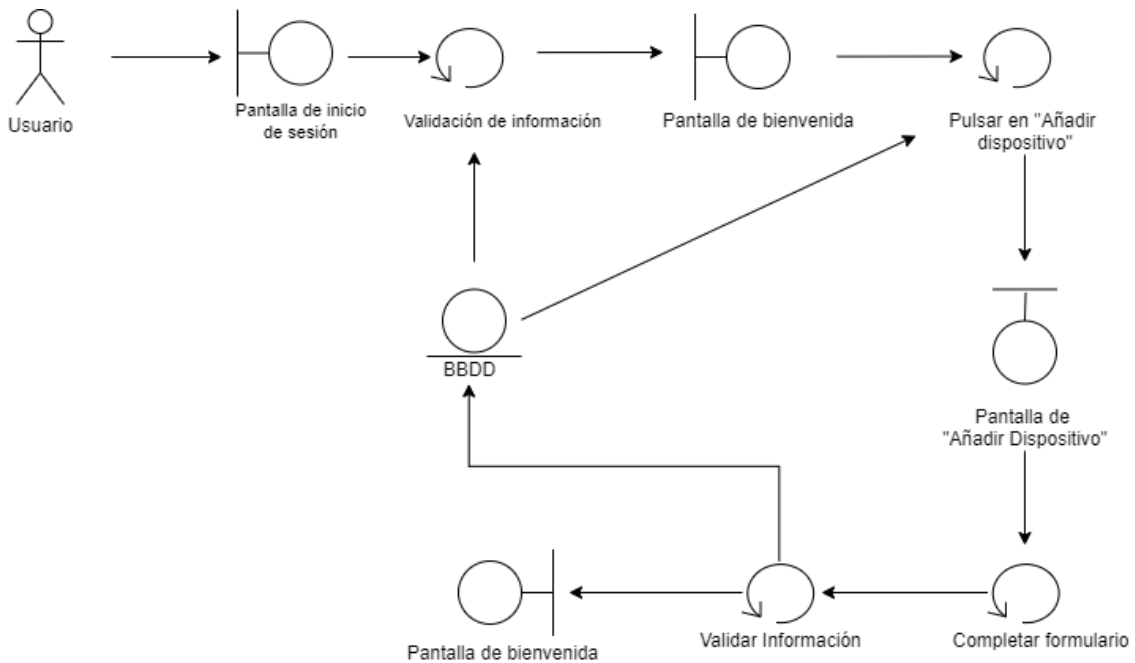 Usuario
Pantalla de inicio
de sesión
Validación de información
Pantalla de bienvenida
Pulsar en "Añadir
dispositivo"
BBDD
Pantalla de
"Añadir Dispositivo"
Pantalla de bienvenida
Validar Información
Completar formulario